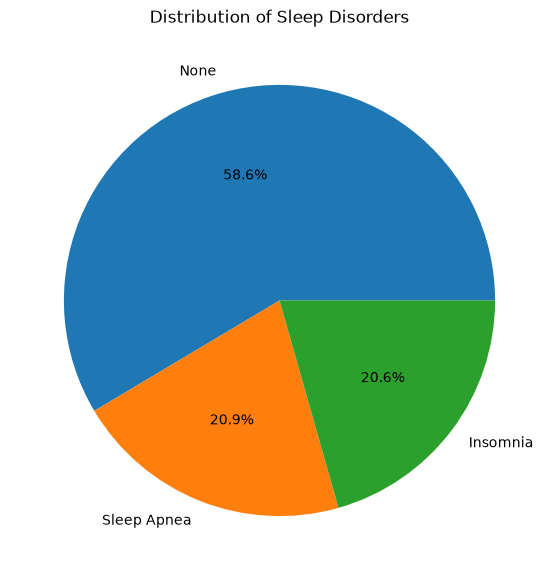 Distribution of Sleep Disorders
None
58.6%
20.6%
20.9%
Insomnia
Sleep Apnea